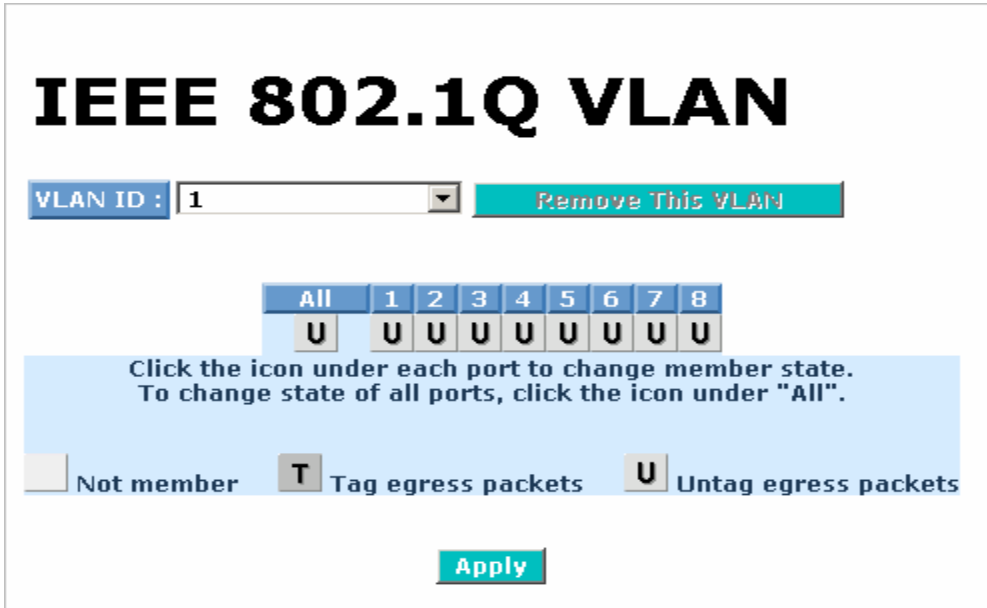 IEEE 802.1Q VLAN
VLAN ID : 1 Remove This VLAN
All 1 2 3 4 5 6 7 8
U U U U U U U U U
Click the icon under each port to change member state.
To change state of all ports, click the icon under "All".
Not member T Tag egress packets U Untag egress packets
Apply